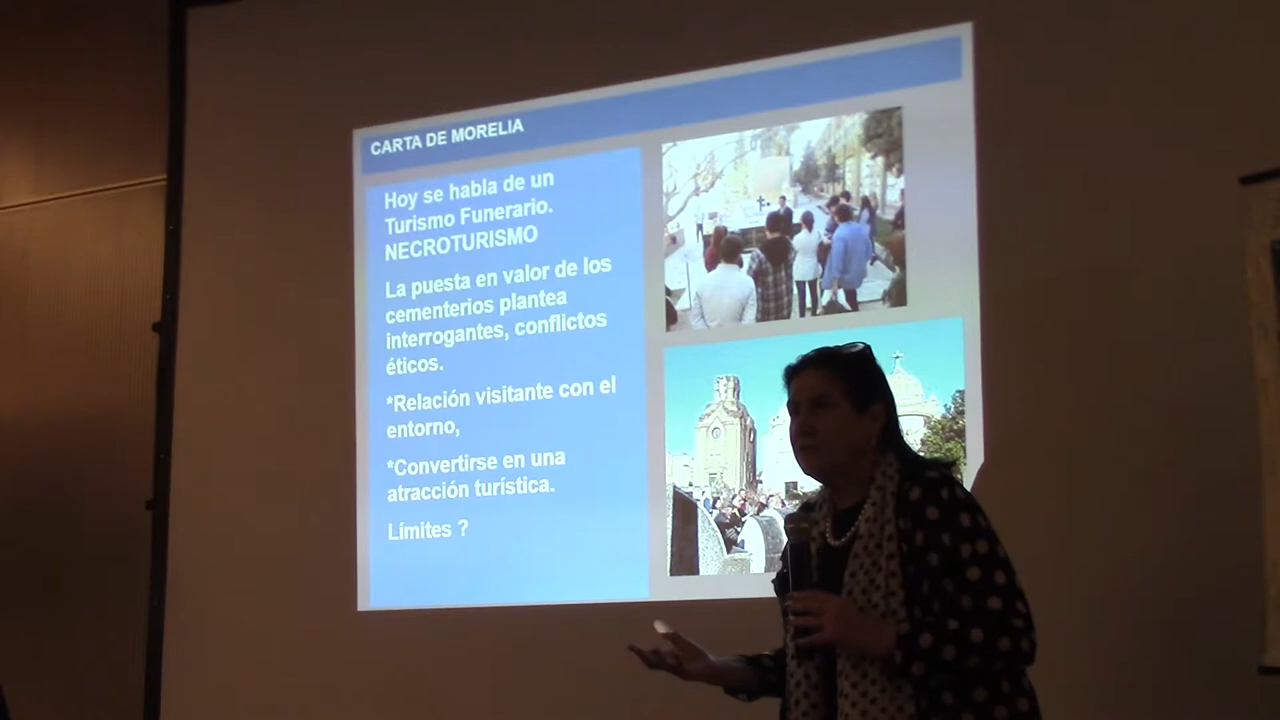 CARTA DE MORELIA
Hoy se habla de un
Turismo Funerario.
NECROTURISMO
La puesta en valor de los
cementerios plantea
interrogantes, conflictos
éticos.
*Relación visitante con el
entorno,
*Convertirse en una
atracción turística.
Límites ?